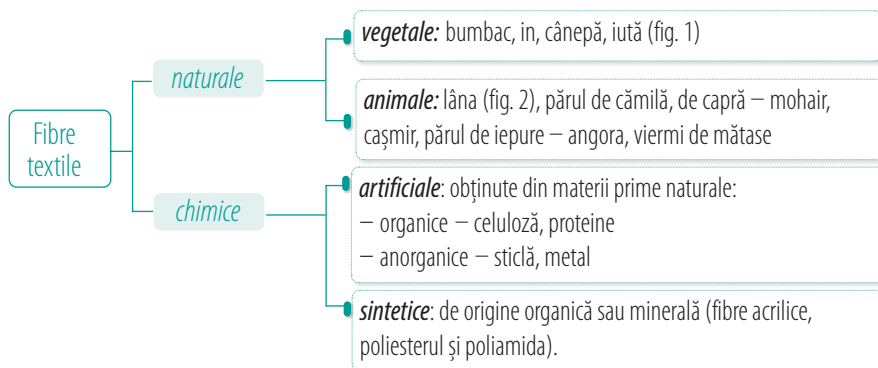 vegetale: bumbac, in, cânepă, iută (fig. 1)
naturale
animale: lâna (fig. 2), părul de cămilă, de capră – mohair,
cașmir, părul de iepure – angora, viermi de mătase
Fibre
textile
artificiale: obținute din materii prime naturale:
– organice – celuloză, proteine
chimice
– anorganice – sticlă, metal
sintetice: de origine organică sau minerală (fibre acrilice,
poliesterul și poliamida).